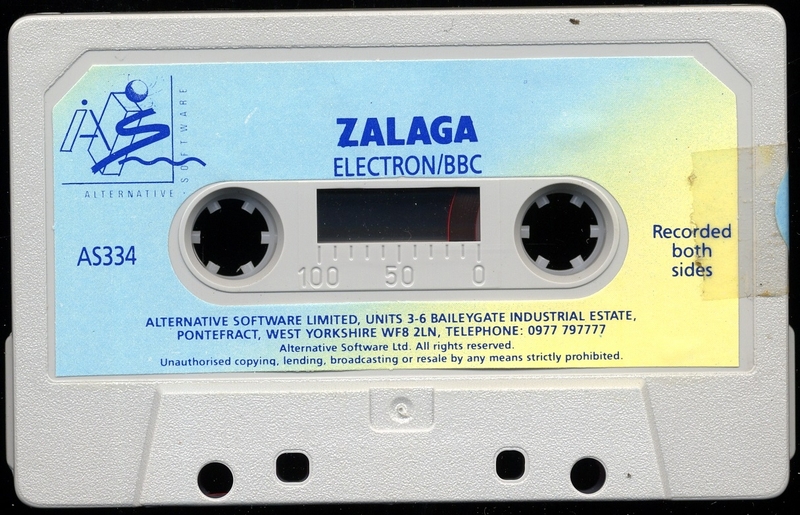 iAS
SOFTWARE
ALTERNATIVE
ZALAGA
ELECTRON/BBC
AS334
Recorded
both
sides
100 50 0
ALTERNATIVE SOFTWARE LIMITED, UNITS 3-6 BAILEYGATE INDUSTRIAL ESTATE,
PONTEFRACT, WEST YORKSHIRE WF8 2LN, TELEPHONE: 0977 797777
Alternative Software Ltd. All rights reserved.
Unauthorised copying, lending, broadcasting or resale by any means strictly prohibited.